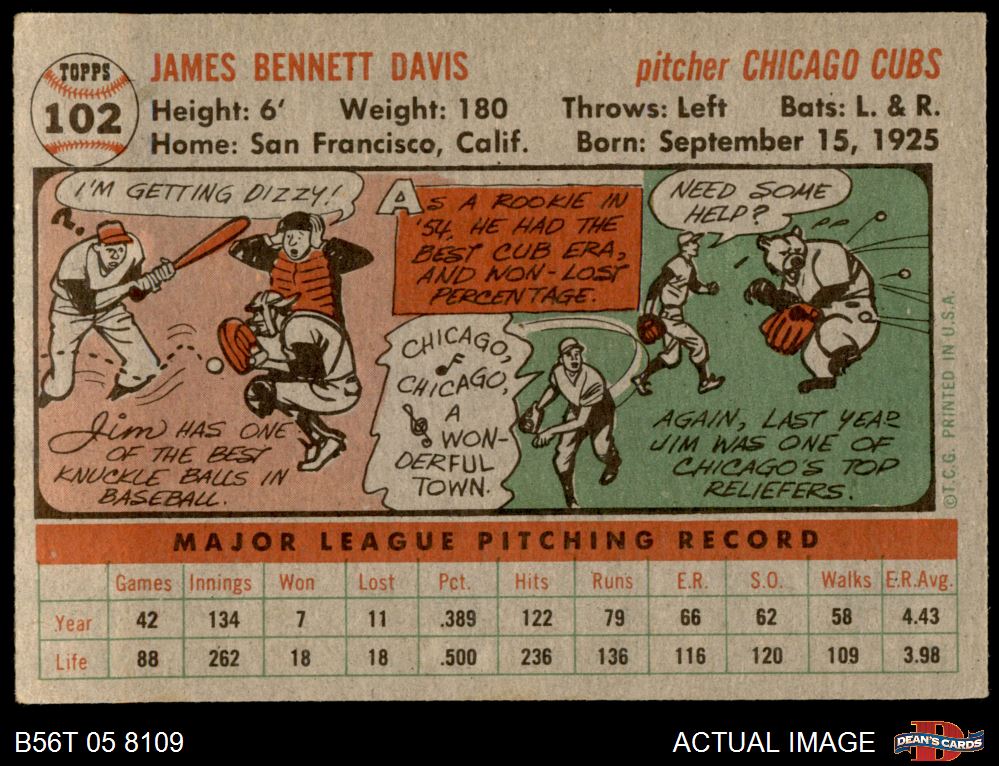 TOPPS
102
JAMES BENNETT DAVIS pitcher CHICAGO CUBS
Height: 6' Weight: 180 Throws: Left Bats: L. & R.
Home: San Francisco, Calif. Born: September 15, 1925
I'M GETTING DIZZY!
Jim HAS ONE
OF THE BEST
KNUCKLE BALLS IN
BASEBALL.
AS A ROOKIE IN
'54, HE HAD THE
BEST CUB ERA,
AND WON-LOST
PERCENTAGE.
CHICAGO,
CHICAGO,
A
WON-
DERFUL
TOWN.
NEED SOME
HELP?
AGAIN, LAST YEAR
JIM WAS ONE OF
CHICAGO'S TOP
RELIEFERS.
©T.C.G. PRINTED IN U.S.A.
MAJOR LEAGUE PITCHING RECORD
Games Innings Won Lost Pct. Hits Runs E.R. S.O. Walks E.R.Avg.
Year 42 134 7 11 .389 122 79 66 62 58 4.43
Life 88 262 18 18 .500 236 136 116 120 109 3.98
B56T 05 8109 ACTUAL IMAGE DEAN'S CARDS